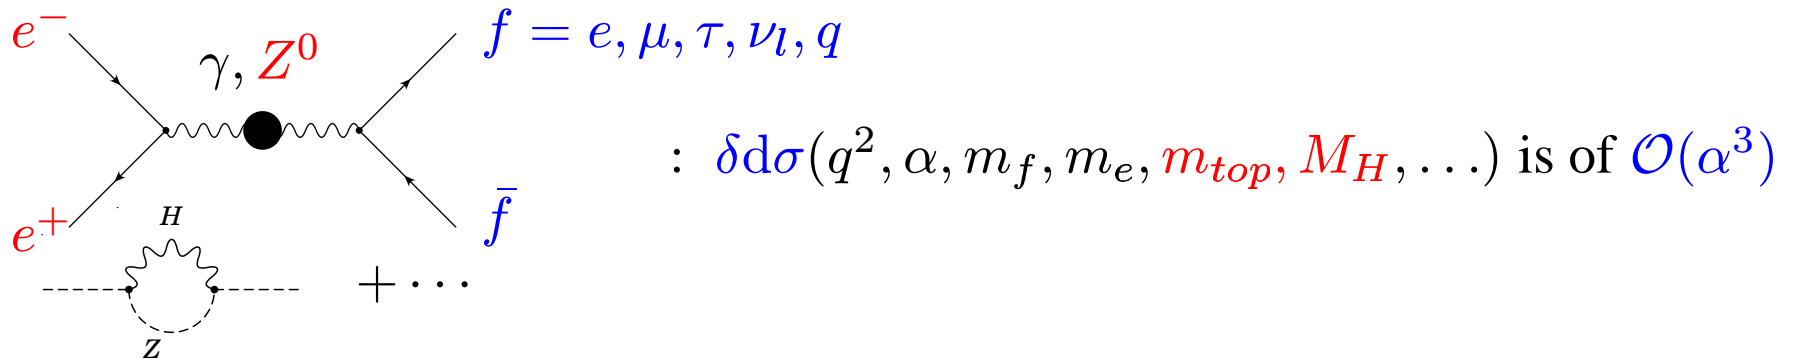 e⁻ f = e, μ, τ, ν_l, q
γ, Z⁰
: δdσ(q², α, m_f, m_e, m_top, M_H, ...) is of 𝒪(α³)
e⁺ f̄
H
+ ···
Z